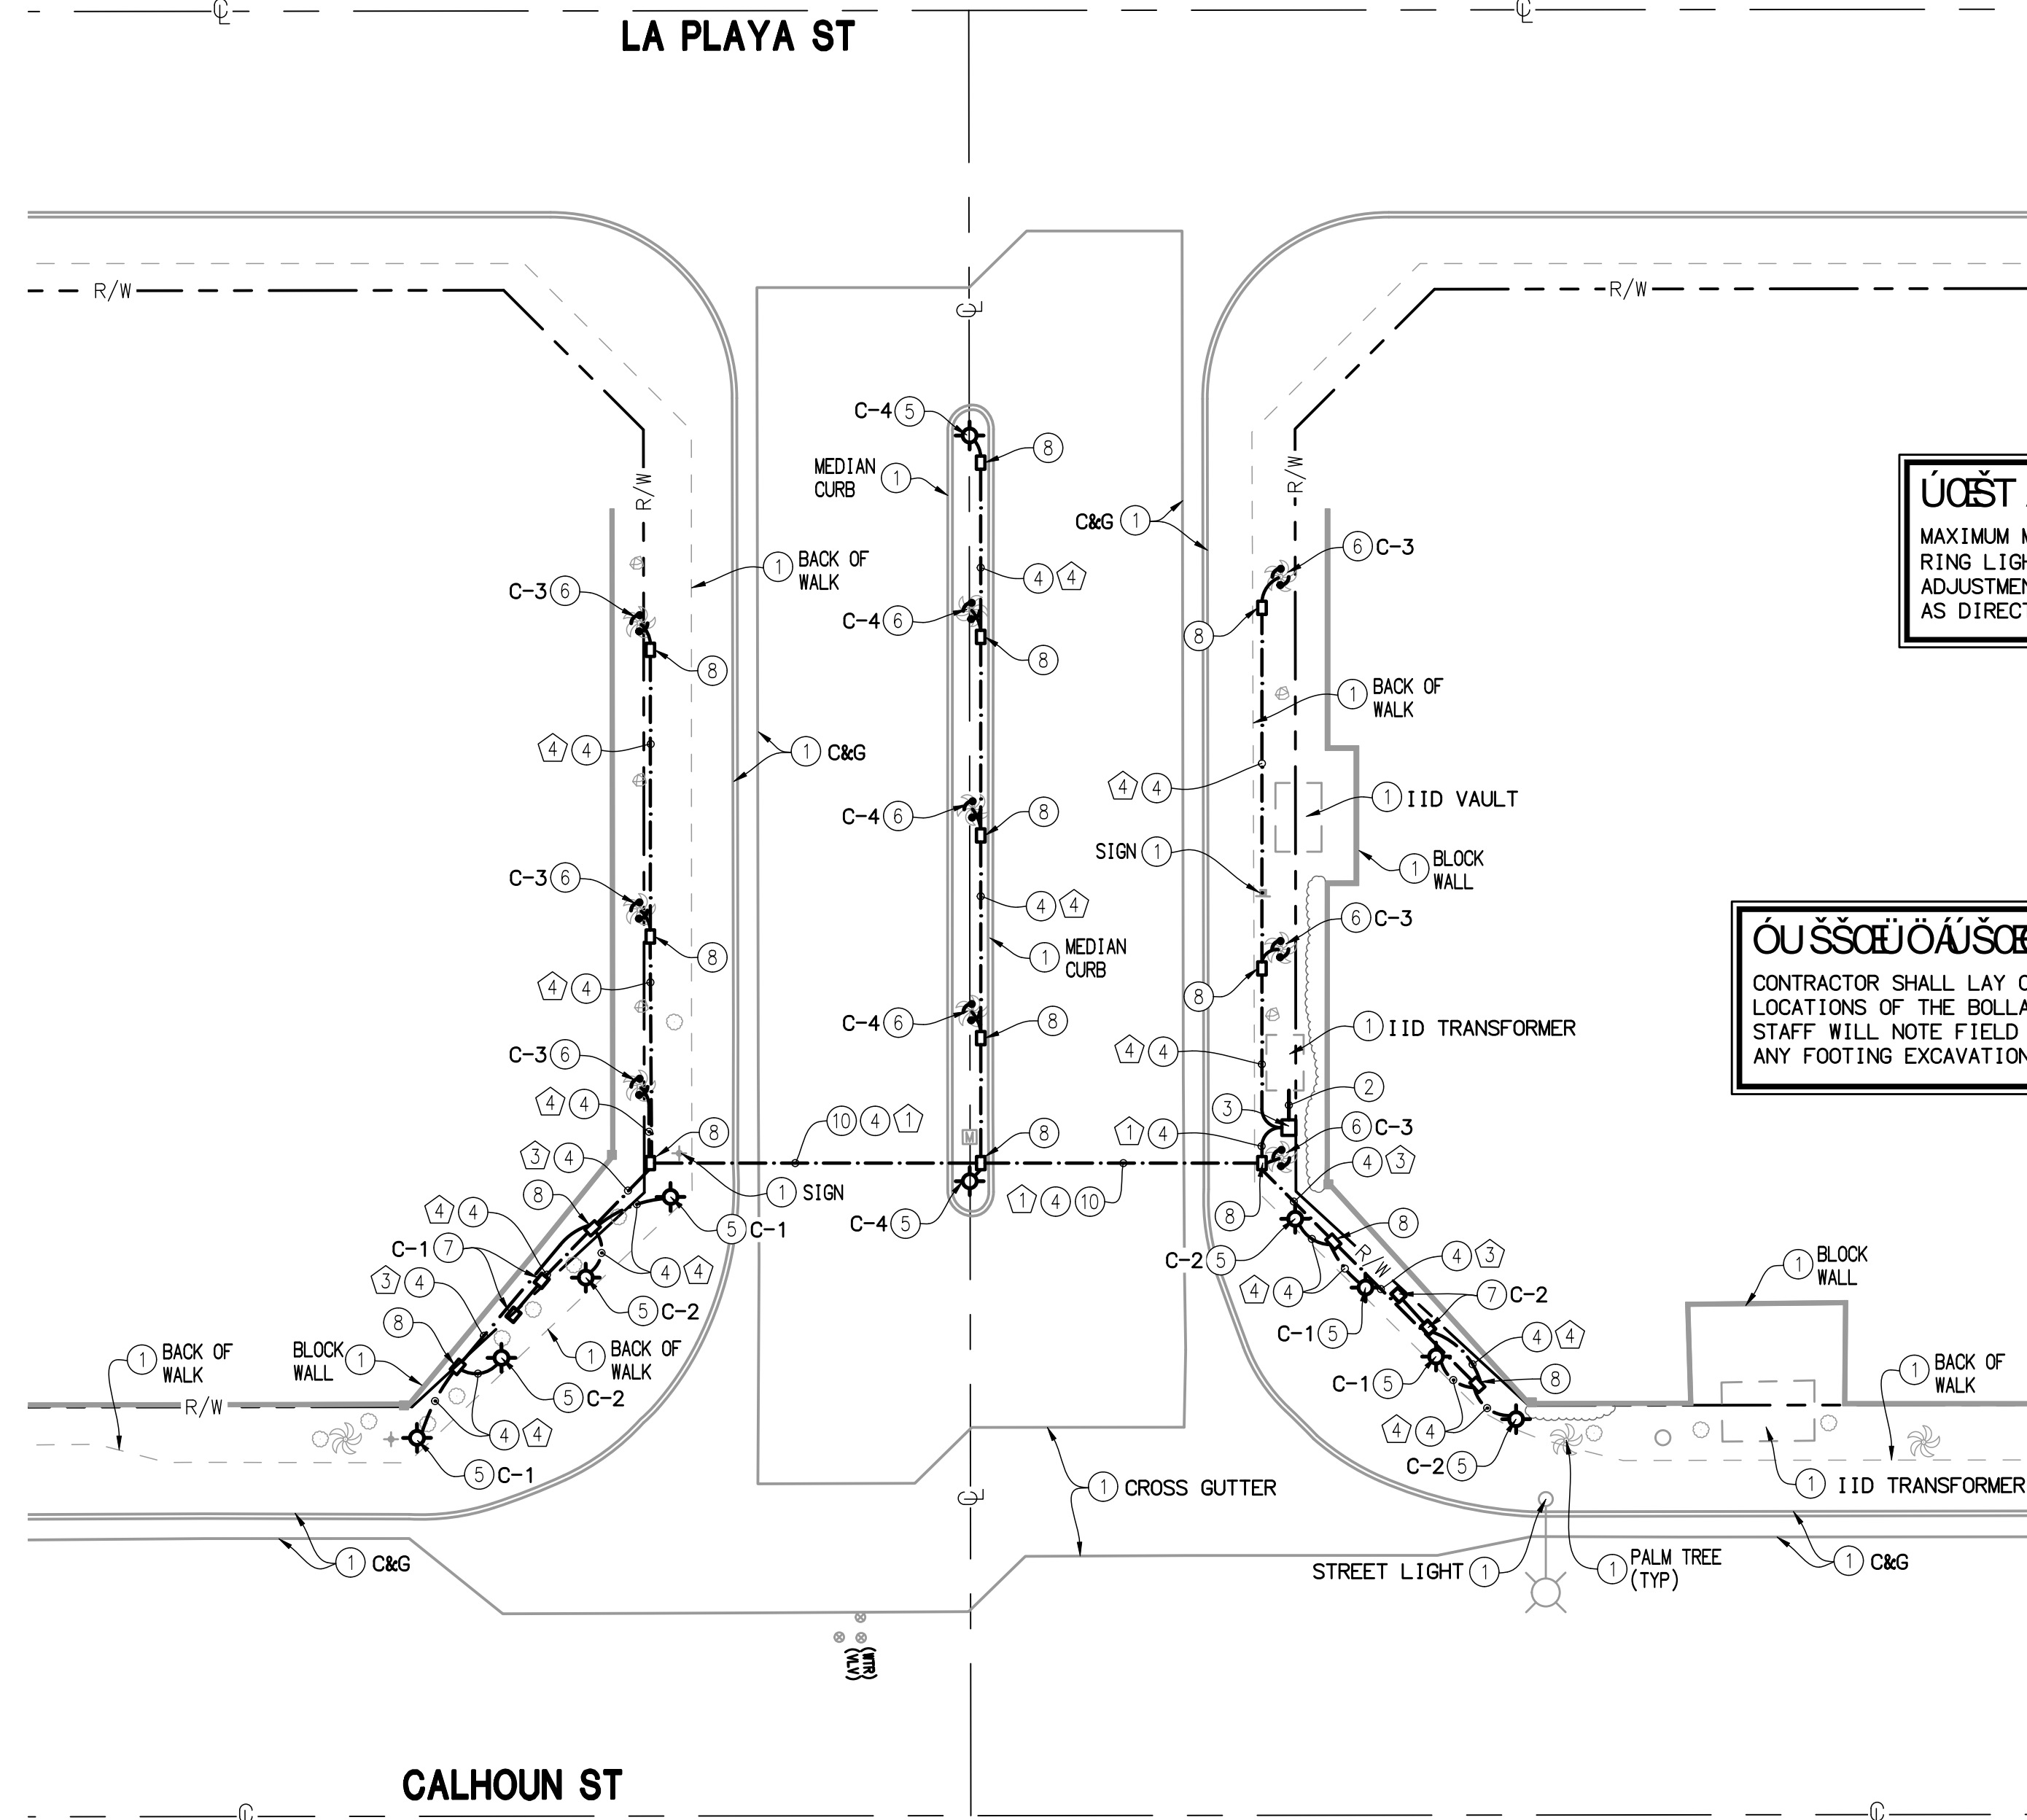 LA PLAYA ST
R/W
R/W
R/W
R/W
C-4 5
8
MEDIAN 1
CURB
C&G 1
ÚŒŠT
MAXIMUM M
RING LIGH
ADJUSTMEN
AS DIRECT
6 C-3
1 BACK OF
WALK
4 4
C-3 6
C-4 6
8
8
8
1 BACK OF
WALK
4 4
1 C&G
4 4
1 IID VAULT
C-4 6
8
SIGN 1
1 BLOCK
WALL
C-3 6
4 4
6 C-3
8
1 MEDIAN
CURB
4 4
8
CONTRACTOR SHALL LAY O
LOCATIONS OF THE BOLLA
STAFF WILL NOTE FIELD
ANY FOOTING EXCAVATION
C-4 6
8
1 IID TRANSFORMER
C-3 6
4 4
4 4
2
3
10 4 1
8
8
M
1 4
6 C-3
3 4
4 3
8
1 SIGN
1 4 10
4 4
5 C-1
C-4 5
8
8
C-1 7
C-2 5
R/W
4 3
3 4
4 4
4 4
7 C-2
1 BLOCK
WALL
8
5 C-2
C-1 5
4 4
1 BACK OF
WALK
BLOCK 1
WALL
1 BACK OF
WALK
5 C-2
C-1 5
8
1 BACK OF
WALK
R/W
4 4
4 4
5 C-1
C-2 5
1 CROSS GUTTER
1 IID TRANSFORMER
1 C&G
STREET LIGHT 1
1 PALM TREE
(TYP)
1 C&G
(WTR)
(VLV)
CALHOUN ST